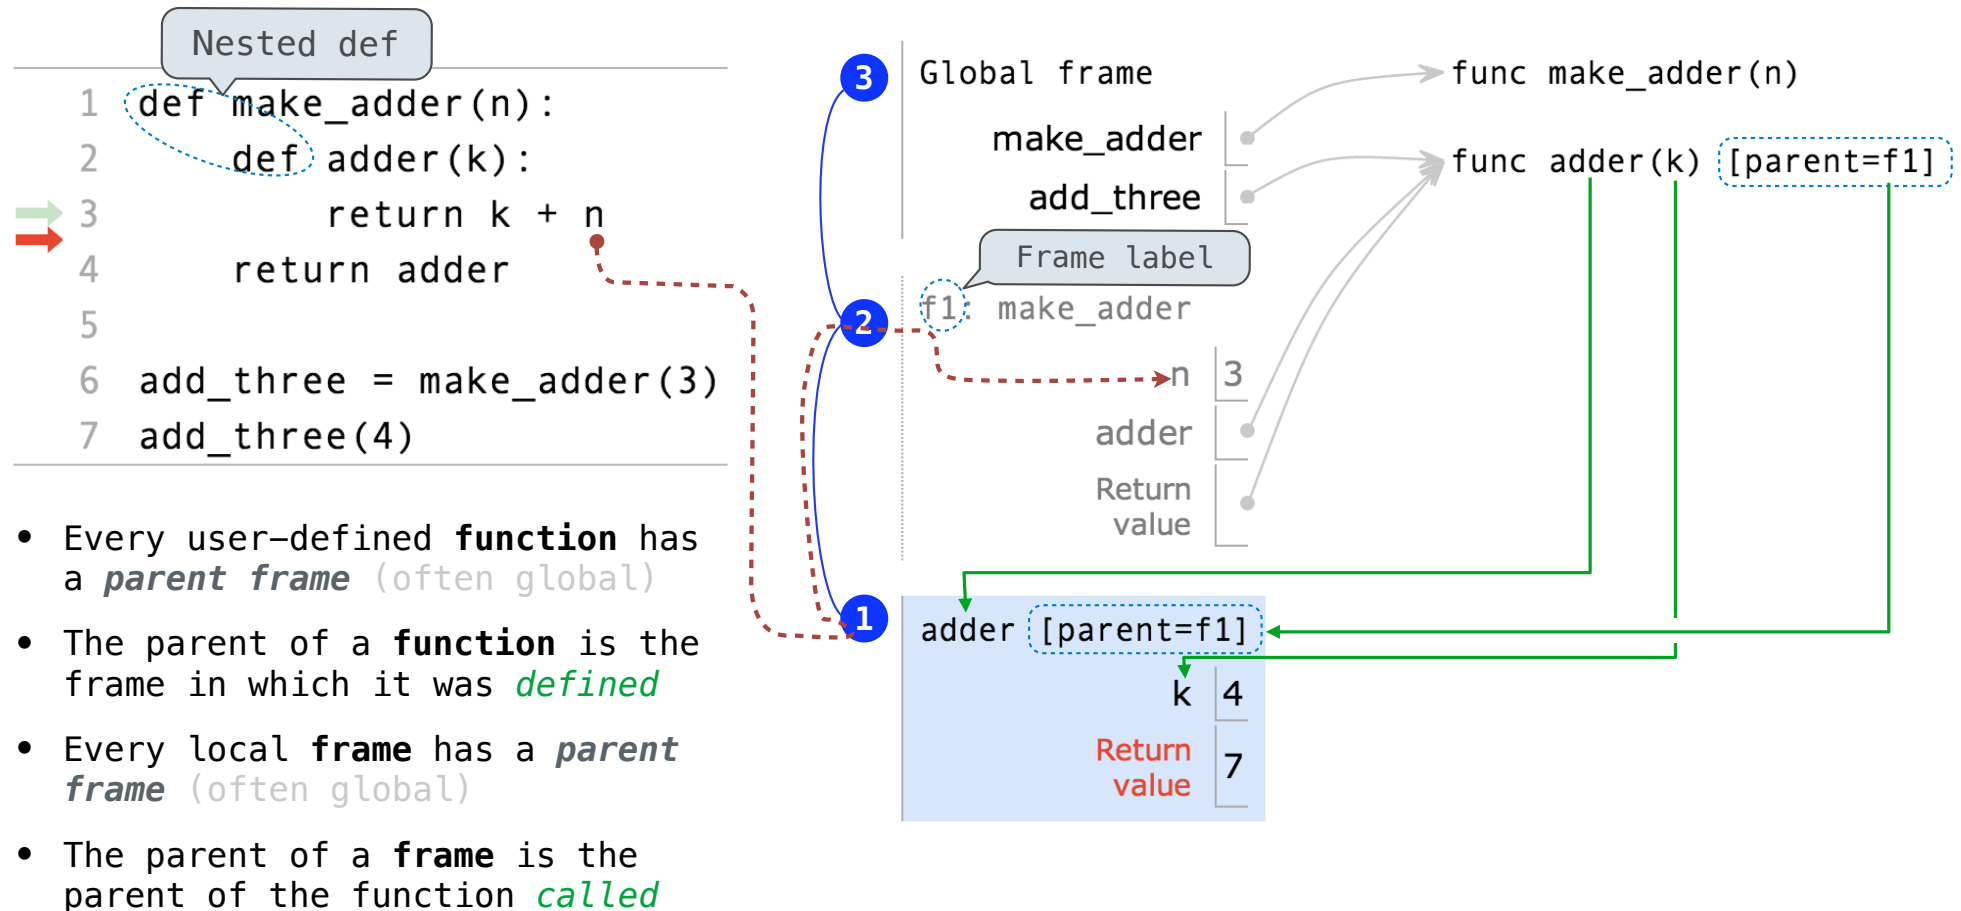 Nested def
1 def make_adder(n):
2     def adder(k):
3         return k + n
4     return adder
5
6 add_three = make_adder(3)
7 add_three(4)
• Every user-defined function has
a parent frame (often global)
• The parent of a function is the
frame in which it was defined
• Every local frame has a parent
frame (often global)
• The parent of a frame is the
parent of the function called
3
Global frame
make_adder
add_three
func make_adder(n)
func adder(k) [parent=f1]
Frame label
2
f1: make_adder
n 3
adder
Return
value
1
adder [parent=f1]
k 4
Return
value 7